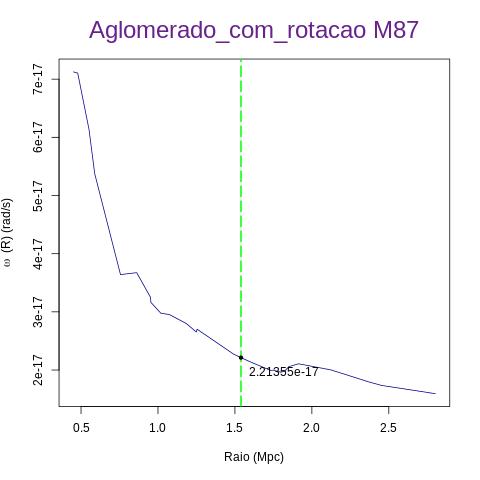 Aglomerado_com_rotacao M87
ω (R) (rad/s)
7e-17
6e-17
5e-17
4e-17
3e-17
2e-17
2.21355e-17
0.5 1.0 1.5 2.0 2.5
Raio (Mpc)